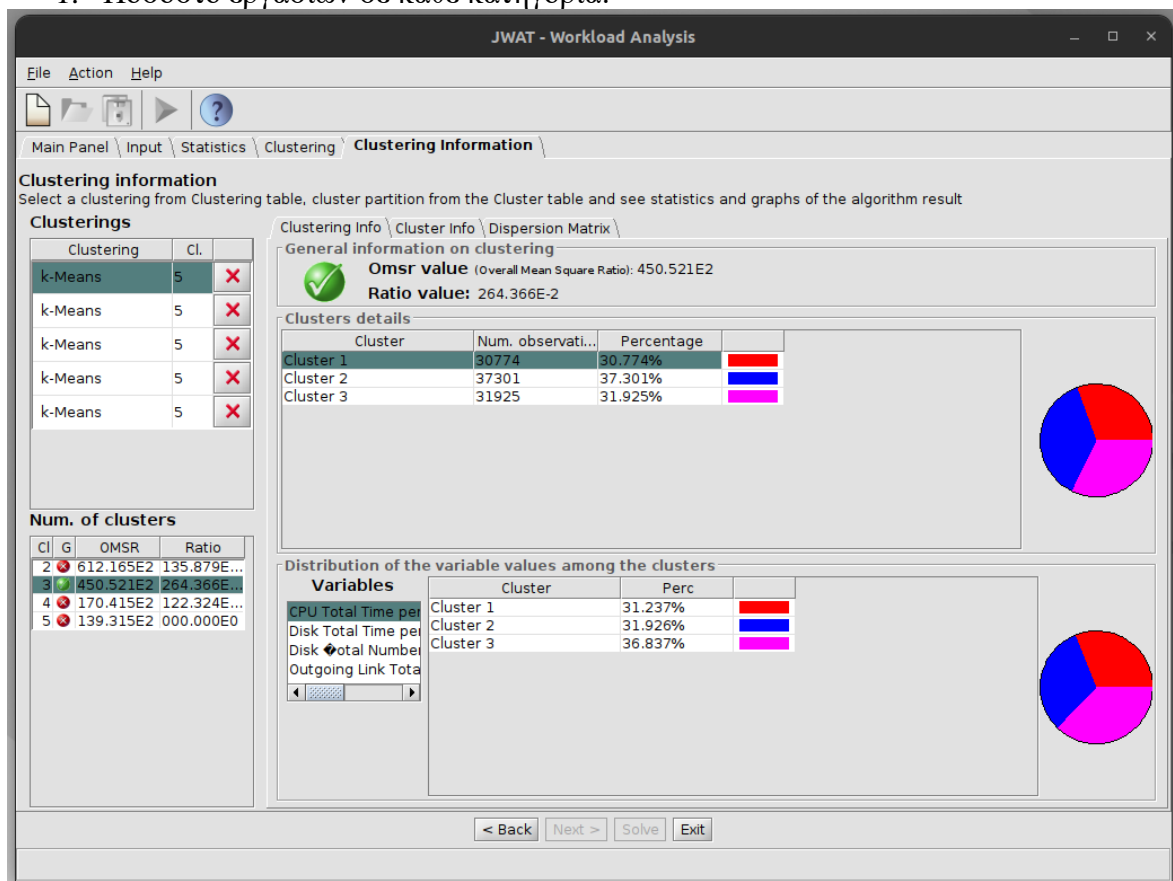 1. Ποσοστό εργασιών σε κάθε κατηγορία.
JWAT - Workload Analysis
File Action Help
Main Panel Input Statistics Clustering Clustering Information
Clustering information
Select a clustering from Clustering table, cluster partition from the Cluster table and see statistics and graphs of the algorithm result
Clusterings
Clustering Cl.
k-Means 5
k-Means 5
k-Means 5
k-Means 5
k-Means 5
Num. of clusters
Cl G OMSR Ratio
2 612.165E2 135.879E...
3 450.521E2 264.366E...
4 170.415E2 122.324E...
5 139.315E2 000.000E0
Clustering Info Cluster Info Dispersion Matrix
General information on clustering
Omsr value (Overall Mean Square Ratio): 450.521E2
Ratio value: 264.366E-2
Clusters details
Cluster Num. observati... Percentage
Cluster 1 30774 30.774%
Cluster 2 37301 37.301%
Cluster 3 31925 31.925%
Distribution of the variable values among the clusters
Variables
CPU Total Time per
Disk Total Time per
Disk �otal Number
Outgoing Link Tota
Cluster Perc
Cluster 1 31.237%
Cluster 2 31.926%
Cluster 3 36.837%
< Back Next > Solve Exit